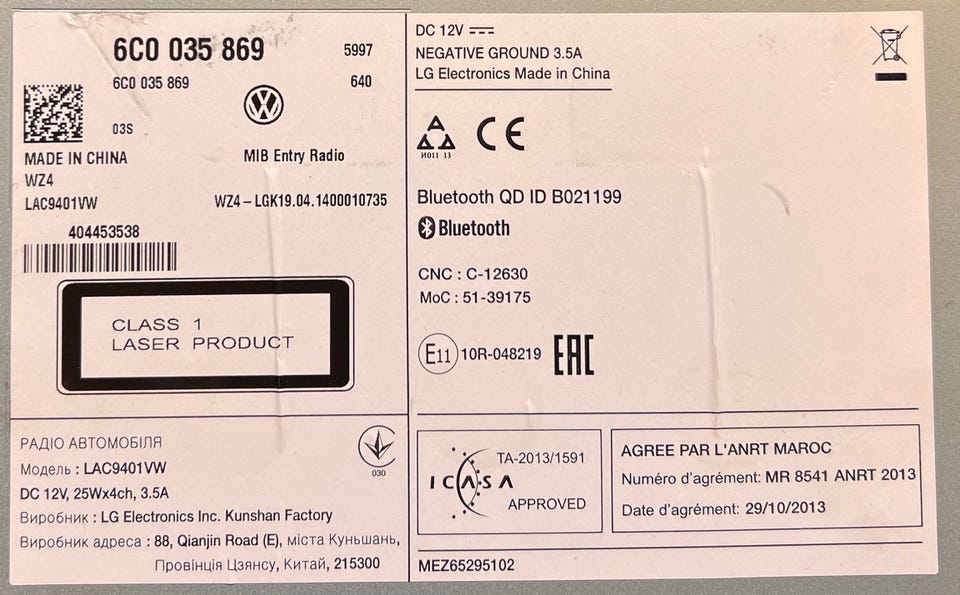 6C0 035 869
5997
6C0 035 869
640
03S
MADE IN CHINA
MIB Entry Radio
WZ4
LAC9401VW
WZ4-LGK19.04.1400010735
404453538
CLASS 1
LASER PRODUCT
РАДІО АВТОМОБІЛЯ
Модель : LAC9401VW
030
DC 12V, 25Wx4ch, 3.5A
Виробник : LG Electronics Inc. Kunshan Factory
Виробник адреса : 88, Qianjin Road (E), міста Куньшань,
Провінція Цзянсу, Китай, 215300
DC 12V
NEGATIVE GROUND 3.5A
LG Electronics Made in China
И011 13
CE
Bluetooth QD ID B021199
Bluetooth
CNC : C-12630
MoC : 51-39175
E11 10R-048219 EAC
TA-2013/1591
ICASA
APPROVED
AGREE PAR L'ANRT MAROC
Numéro d'agrément: MR 8541 ANRT 2013
Date d'agrément: 29/10/2013
MEZ65295102